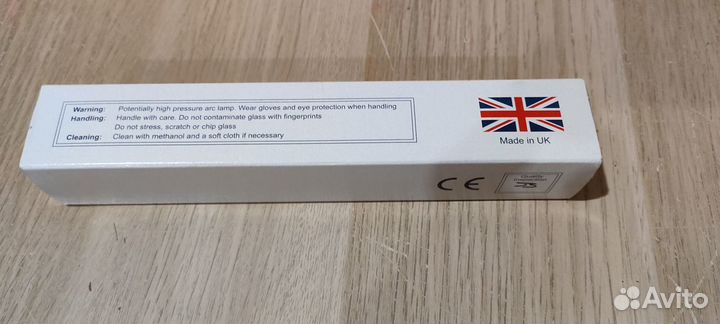 Warning: Potentially high pressure arc lamp. Wear gloves and eye protection when handling
Handling: Handle with care. Do not contaminate glass with fingerprints
Do not stress, scratch or chip glass
Cleaning: Clean with methanol and a soft cloth if necessary
Made in UK
CE
Quality
Avito